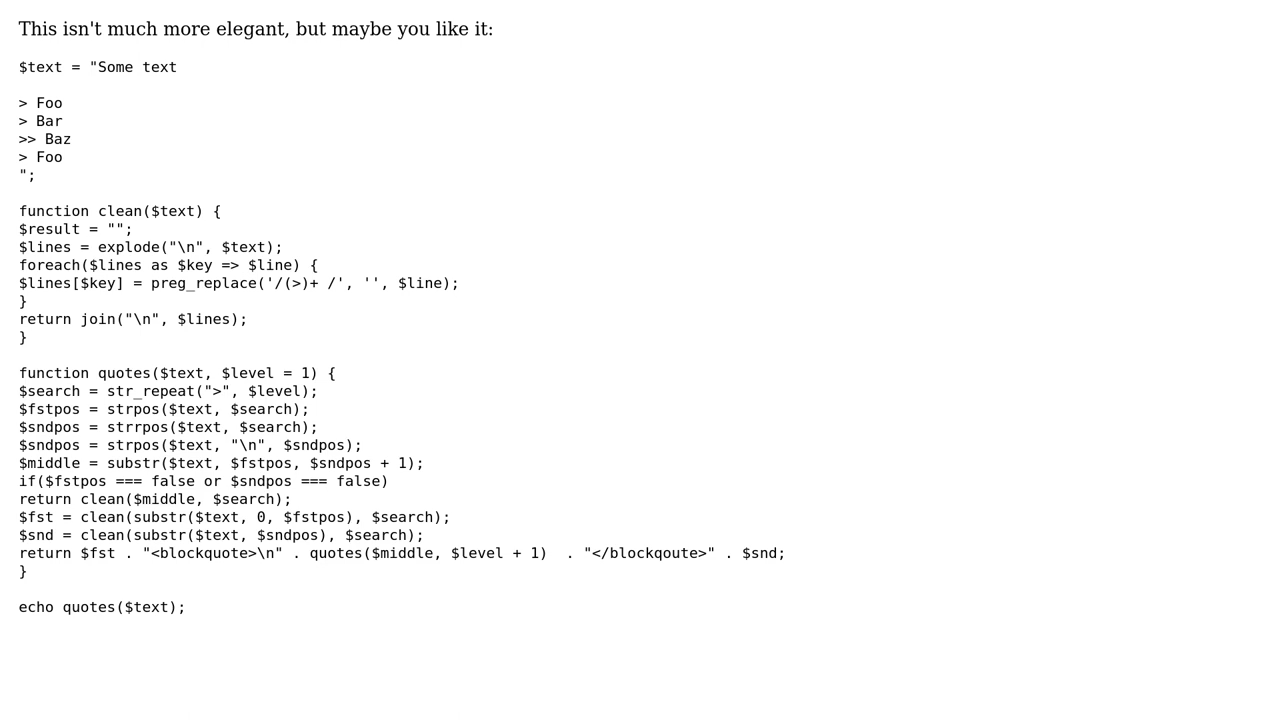 This isn't much more elegant, but maybe you like it:
$text = "Some text
> Foo
> Bar
>> Baz
> Foo
";
function clean($text) {
$result = "";
$lines = explode("\n", $text);
foreach($lines as $key => $line) {
$lines[$key] = preg_replace('/(>)+ /', '', $line);
}
return join("\n", $lines);
}
function quotes($text, $level = 1) {
$search = str_repeat(">", $level);
$fstpos = strpos($text, $search);
$sndpos = strrpos($text, $search);
$sndpos = strpos($text, "\n", $sndpos);
$middle = substr($text, $fstpos, $sndpos + 1);
if($fstpos === false or $sndpos === false)
return clean($middle, $search);
$fst = clean(substr($text, 0, $fstpos), $search);
$snd = clean(substr($text, $sndpos), $search);
return $fst . "<blockquote>\n" . quotes($middle, $level + 1)  . "</blockqoute>" . $snd;
}
echo quotes($text);